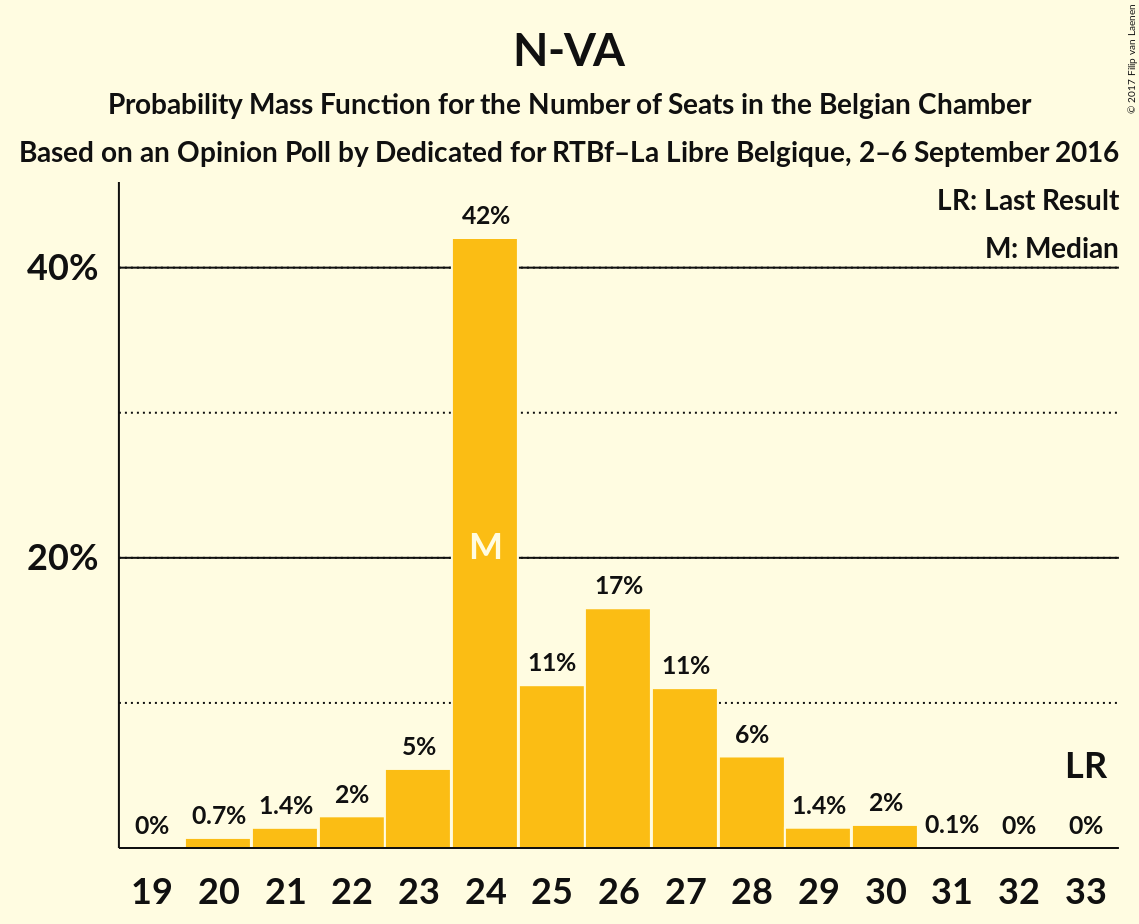 N-VA
Probability Mass Function for the Number of Seats in the Belgian Chamber
Based on an Opinion Poll by Dedicated for RTBf–La Libre Belgique, 2–6 September 2016
© 2017 Filip van Laenen
LR: Last Result
M: Median
42%
40%
M
20%
17%
11%
11%
6%
5%
LR
2%
2%
1.4%
1.4%
0.7%
0%
0.1%
0%
0%
19 20 21 22 23 24 25 26 27 28 29 30 31 32 33